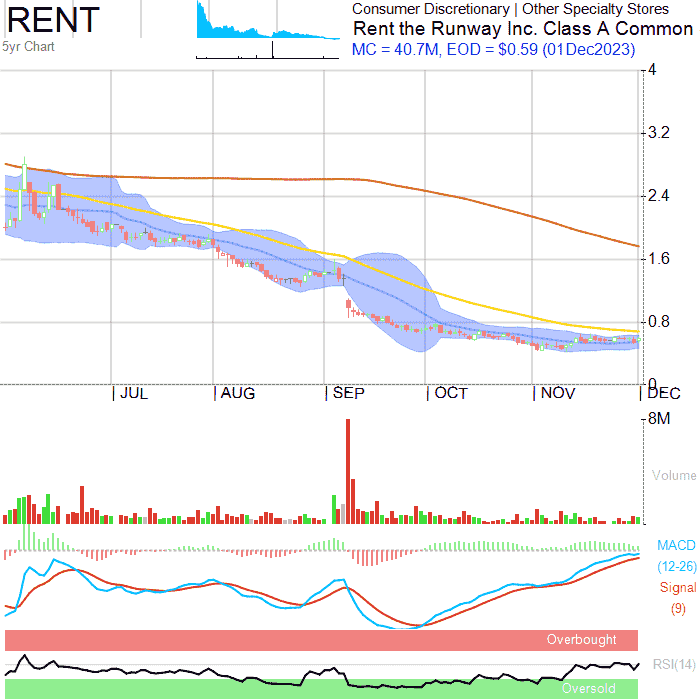 RENT
5yr Chart
Consumer Discretionary | Other Specialty Stores
Rent the Runway Inc. Class A Common
MC = 40.7M, EOD = $0.59 (01Dec2023)
4
3.2
2.4
1.6
0.8
0
JUL AUG SEP OCT NOV DEC
8M
Volume
MACD
(12-26)
Signal
(9)
Overbought
RSI(14)
Oversold